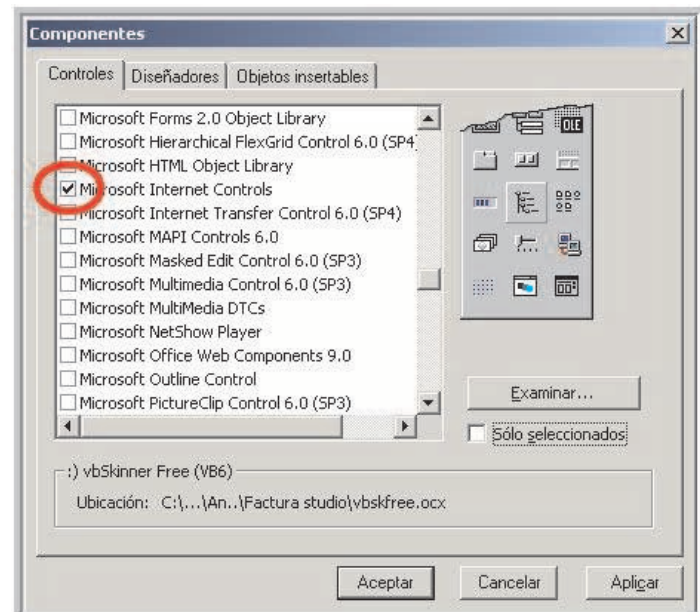 Componentes
Controles Diseñadores Objetos insertables
Microsoft Forms 2.0 Object Library
Microsoft Hierarchical FlexGrid Control 6.0 (SP4
Microsoft HTML Object Library
Microsoft Internet Controls
Microsoft Internet Transfer Control 6.0 (SP4)
Microsoft MAPI Controls 6.0
Microsoft Masked Edit Control 6.0 (SP3)
Microsoft Multimedia Control 6.0 (SP3)
Microsoft MultiMedia DTCs
Microsoft NetShow Player
Microsoft Office Web Components 9.0
Microsoft Outline Control
Microsoft PictureClip Control 6.0 (SP3)
OLE
Examinar...
Sólo seleccionados
:) vbSkinner Free (VB6)
Ubicación: C:\...\An..\Factura studio\vbskfree.ocx
Aceptar Cancelar Aplicar